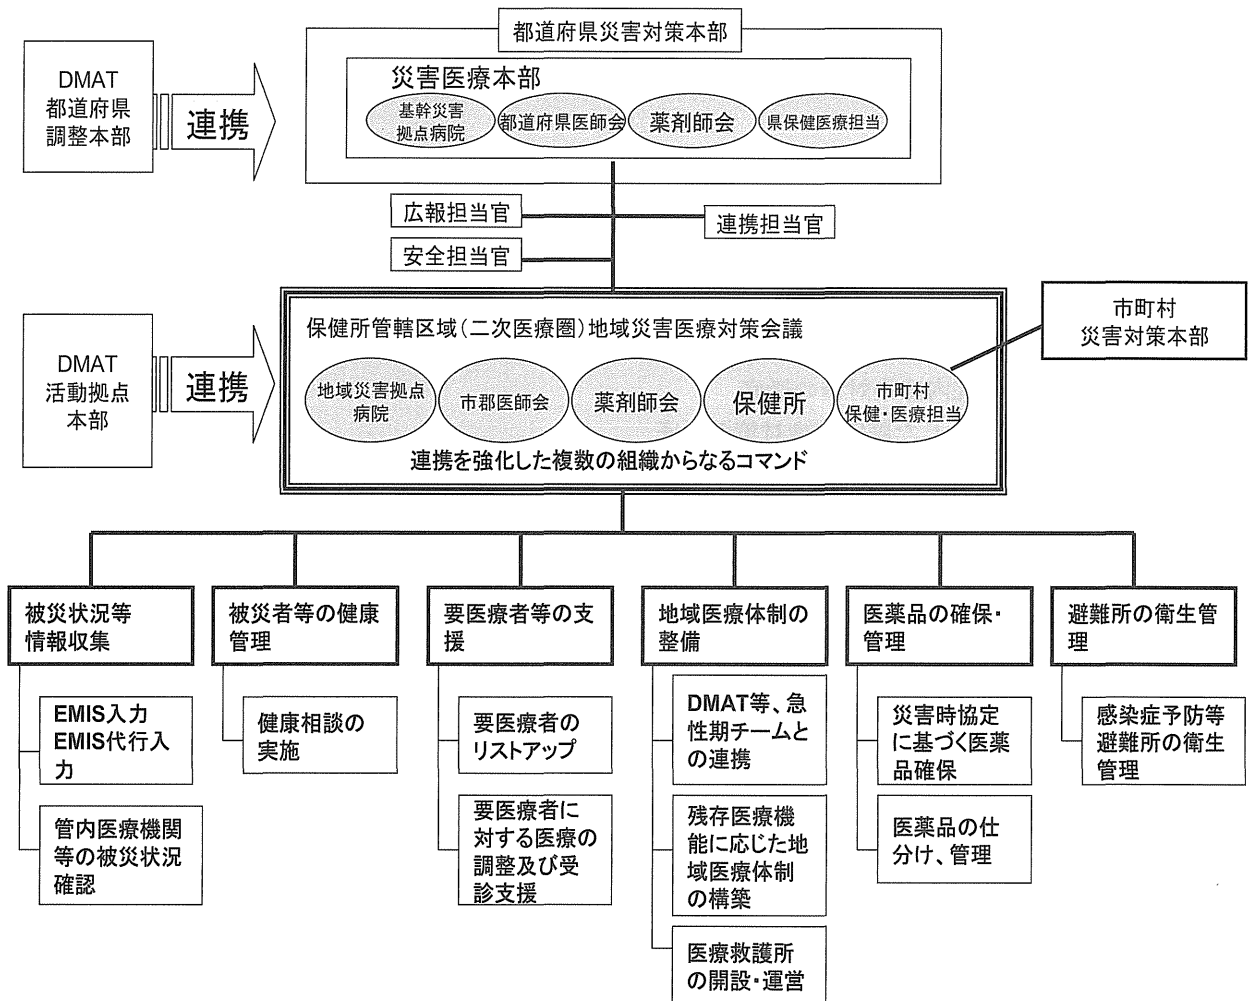 都道府県災害対策本部
DMAT
都道府県
調整本部
連携
災害医療本部
基幹災害
拠点病院
都道府県医師会
薬剤師会
県保健医療担当
広報担当官
連携担当官
安全担当官
DMAT
活動拠点
本部
連携
保健所管轄区域(二次医療圏)地域災害医療対策会議
地域災害拠点
病院
市郡医師会
薬剤師会
保健所
市町村
保健・医療担当
連携を強化した複数の組織からなるコマンド
市町村
災害対策本部
被災状況等
情報収集
EMIS入力
EMIS代行入
力
管内医療機関
等の被災状況
確認
被災者等の健康
管理
健康相談の
実施
要医療者等の支
援
要医療者の
リストアップ
要医療者に
対する医療の
調整及び受
診支援
地域医療体制の
整備
DMAT等、急
性期チームと
の連携
残存医療機
能に応じた地
域医療体制
の構築
医療救護所
の開設・運営
医薬品の確保・
管理
災害時協定
に基づく医薬
品確保
医薬品の仕
分け、管理
避難所の衛生管
理
感染症予防等
避難所の衛生
管理